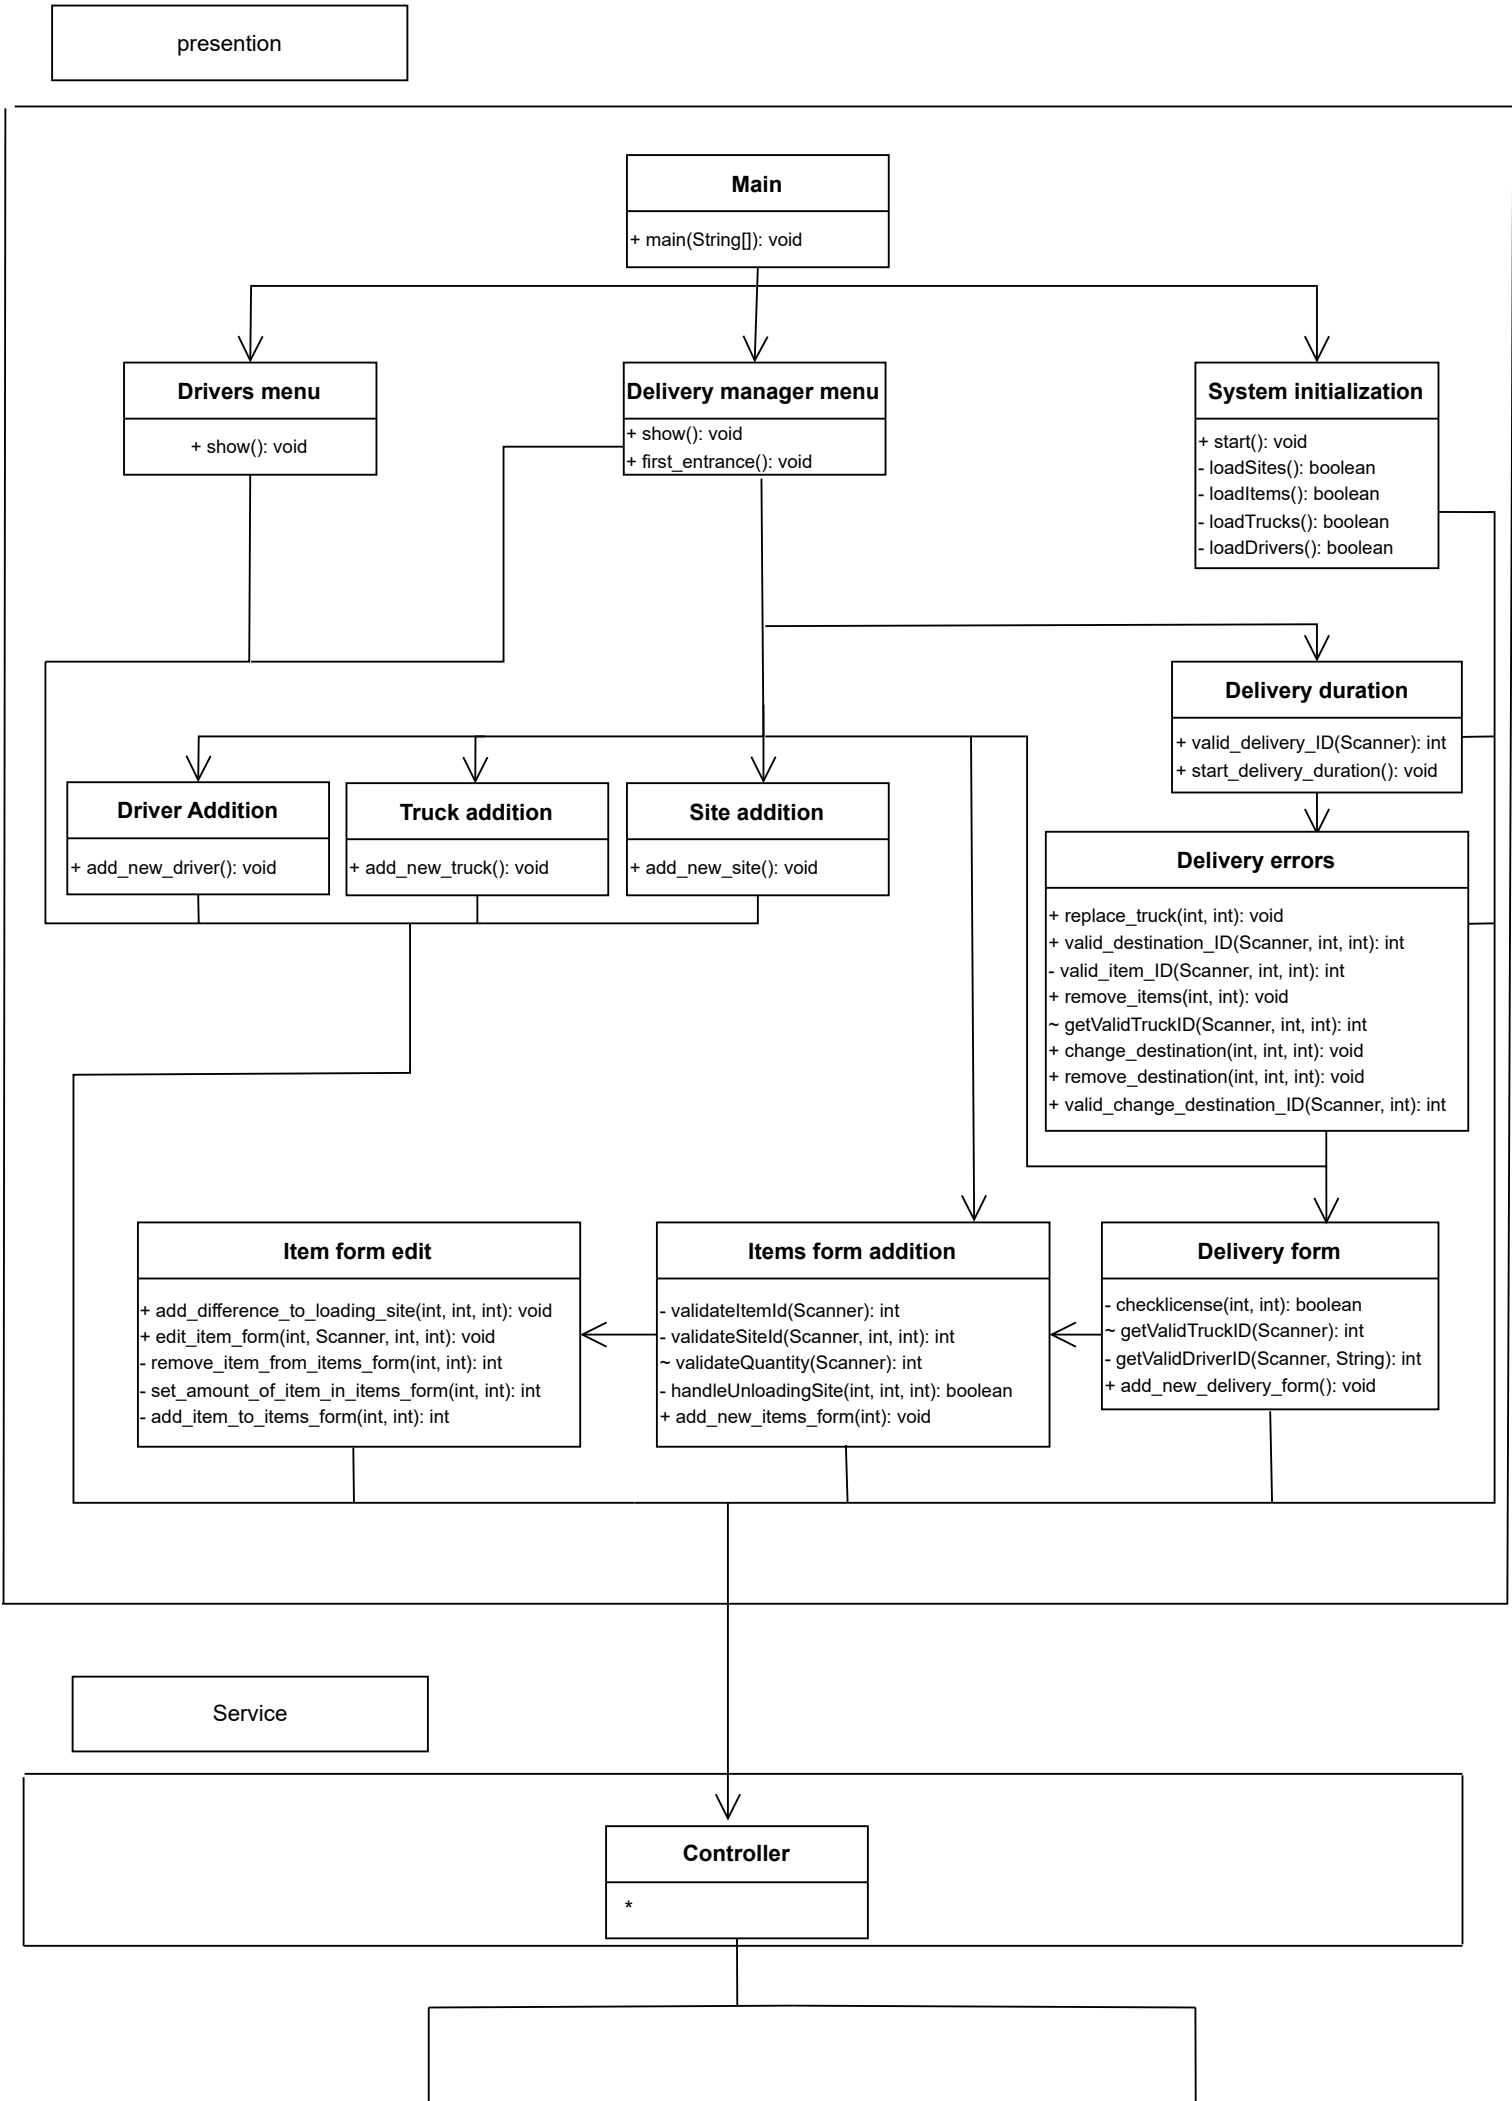 presention
Main
+ main(String[]): void
Drivers menu
+ show(): void
Delivery manager menu
+ show(): void
+ first_entrance(): void
System initialization
+ start(): void
- loadSites(): boolean
- loadItems(): boolean
- loadTrucks(): boolean
- loadDrivers(): boolean
Delivery duration
+ valid_delivery_ID(Scanner): int
+ start_delivery_duration(): void
Driver Addition
+ add_new_driver(): void
Truck addition
+ add_new_truck(): void
Site addition
+ add_new_site(): void
Delivery errors
+ replace_truck(int, int): void
+ valid_destination_ID(Scanner, int, int): int
- valid_item_ID(Scanner, int, int): int
+ remove_items(int, int): void
~ getValidTruckID(Scanner, int, int): int
+ change_destination(int, int, int): void
+ remove_destination(int, int, int): void
+ valid_change_destination_ID(Scanner, int): int
Item form edit
+ add_difference_to_loading_site(int, int, int): void
+ edit_item_form(int, Scanner, int, int): void
- remove_item_from_items_form(int, int): int
- set_amount_of_item_in_items_form(int, int): int
- add_item_to_items_form(int, int): int
Items form addition
- validateItemId(Scanner): int
- validateSiteId(Scanner, int, int): int
~ validateQuantity(Scanner): int
- handleUnloadingSite(int, int, int): boolean
+ add_new_items_form(int): void
Delivery form
- checklicense(int, int): boolean
~ getValidTruckID(Scanner): int
- getValidDriverID(Scanner, String): int
+ add_new_delivery_form(): void
Service
Controller
*